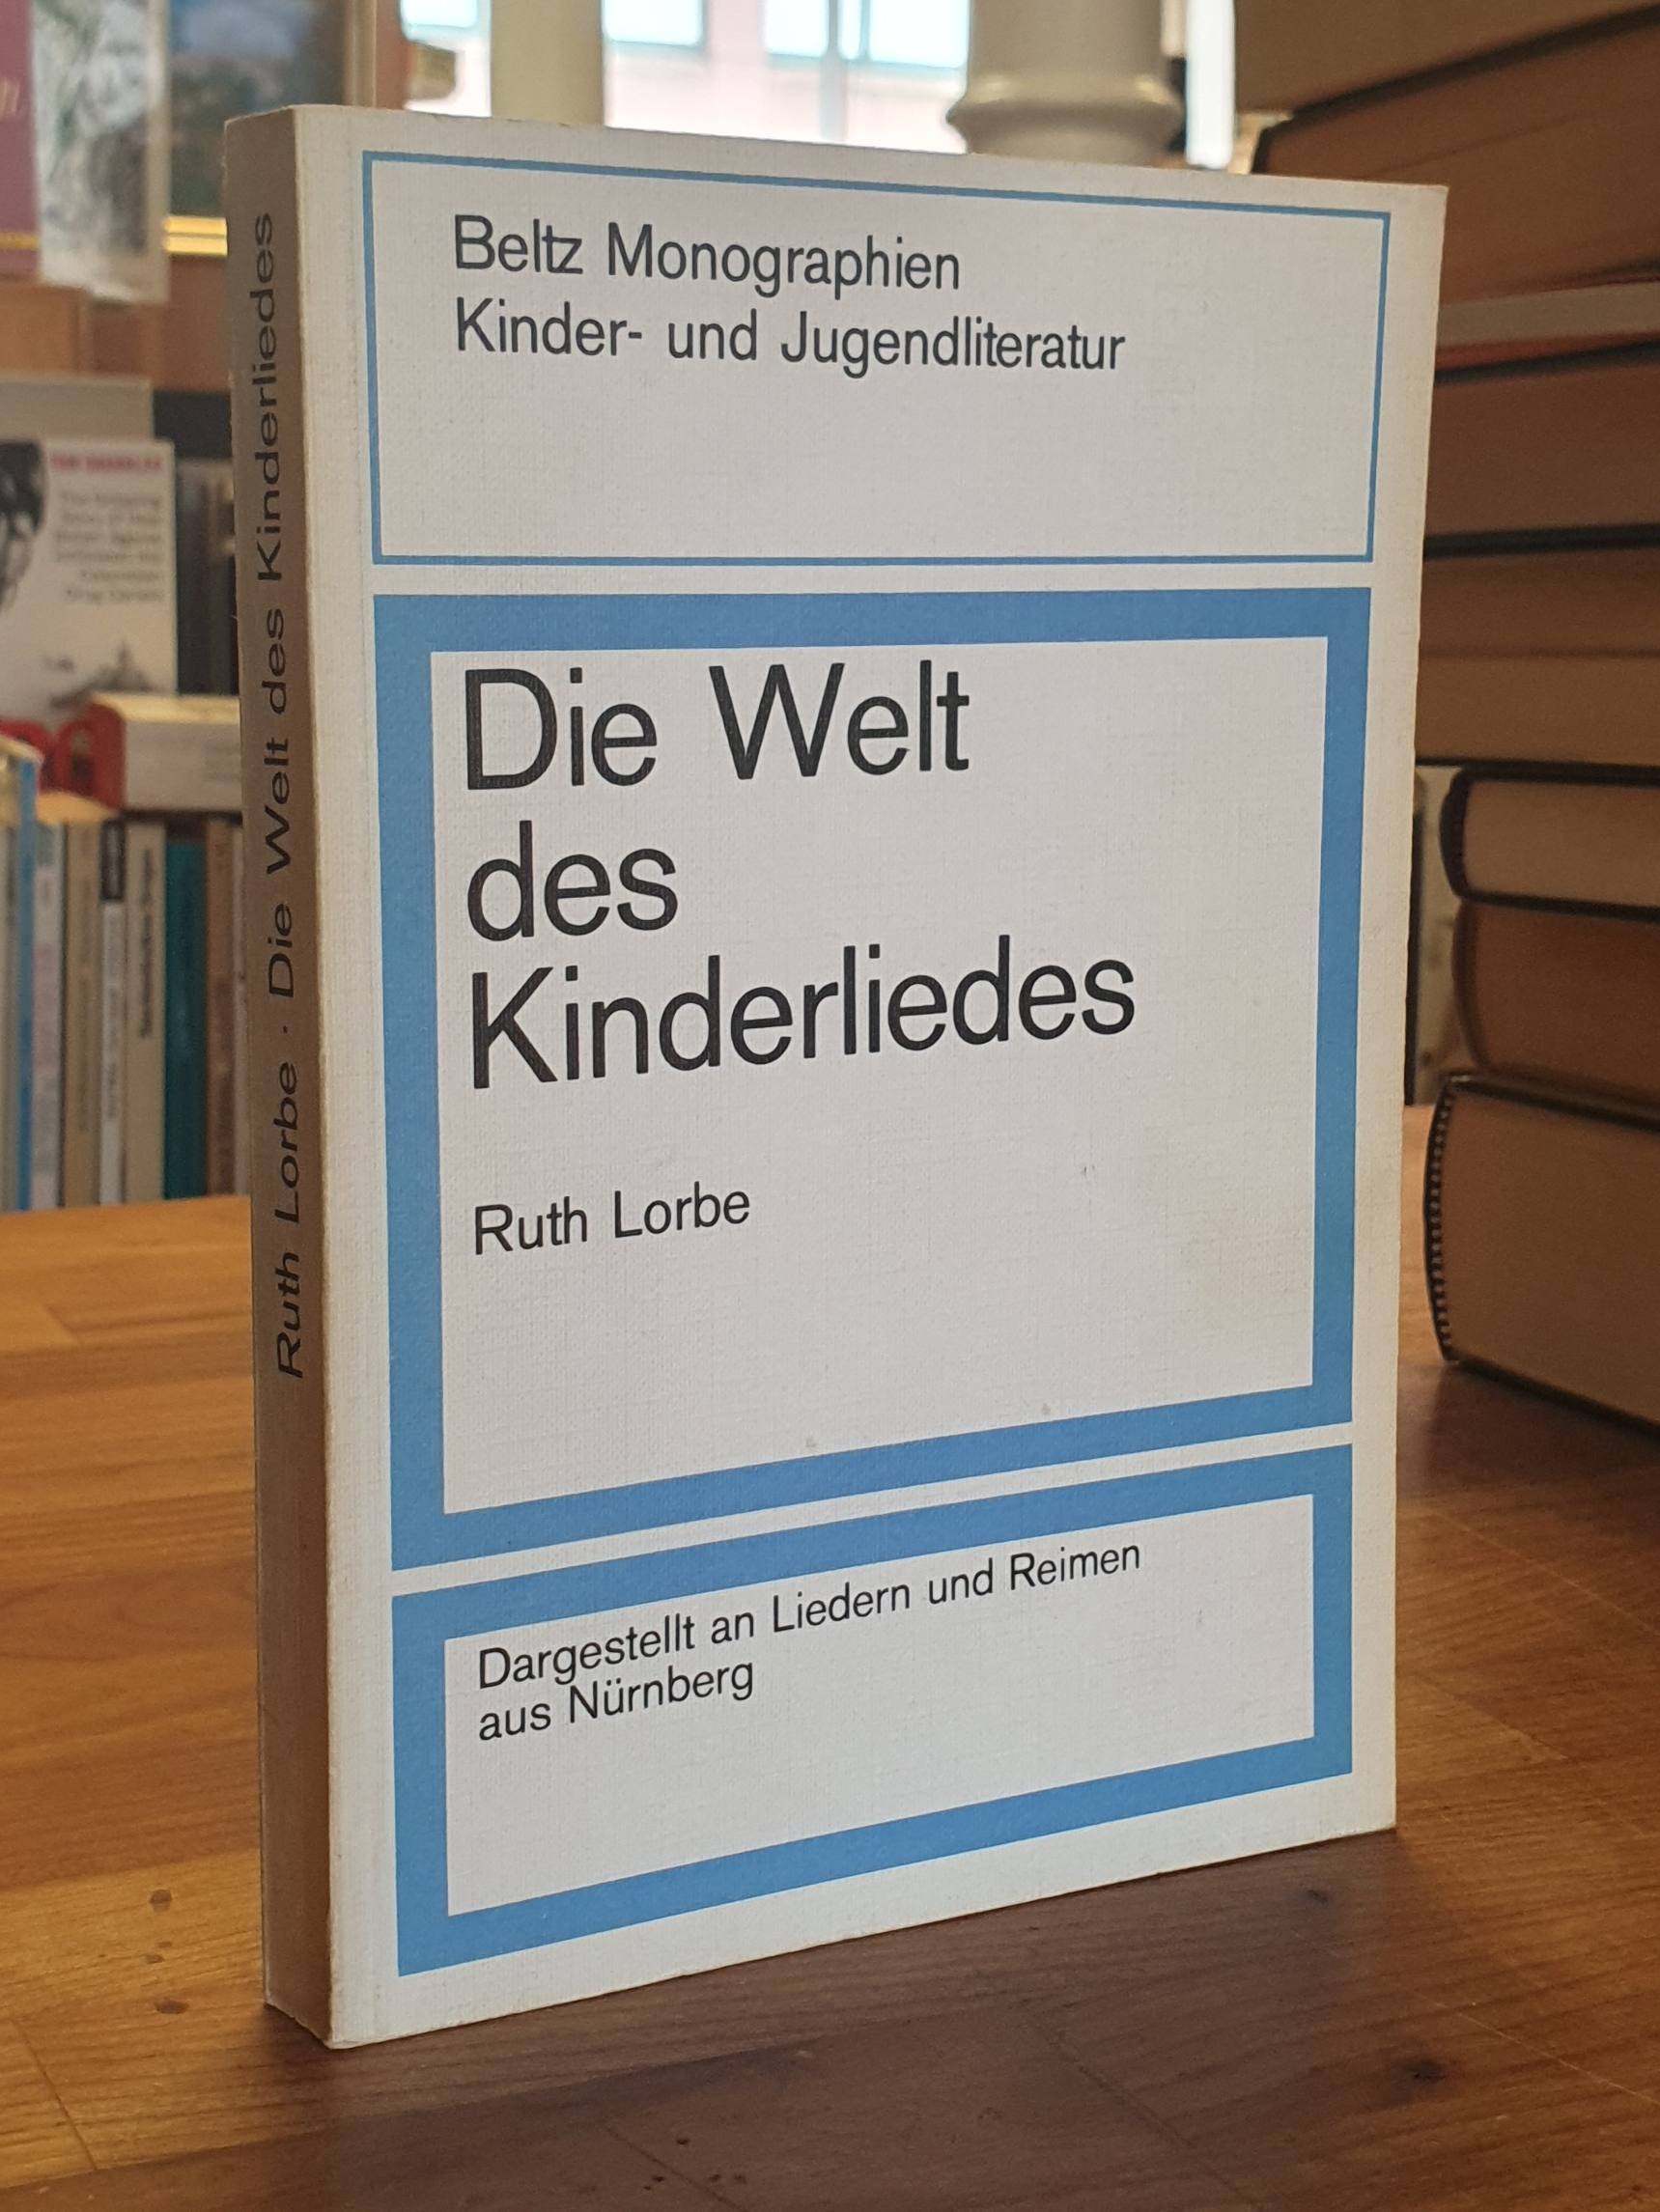 Beltz Monographien
Kinder- und Jugendliteratur
Die Welt
des
Kinderliedes
Ruth Lorbe
Dargestellt an Liedern und Reimen
aus Nürnberg
Ruth Lorbe · Die Welt des Kinderliedes